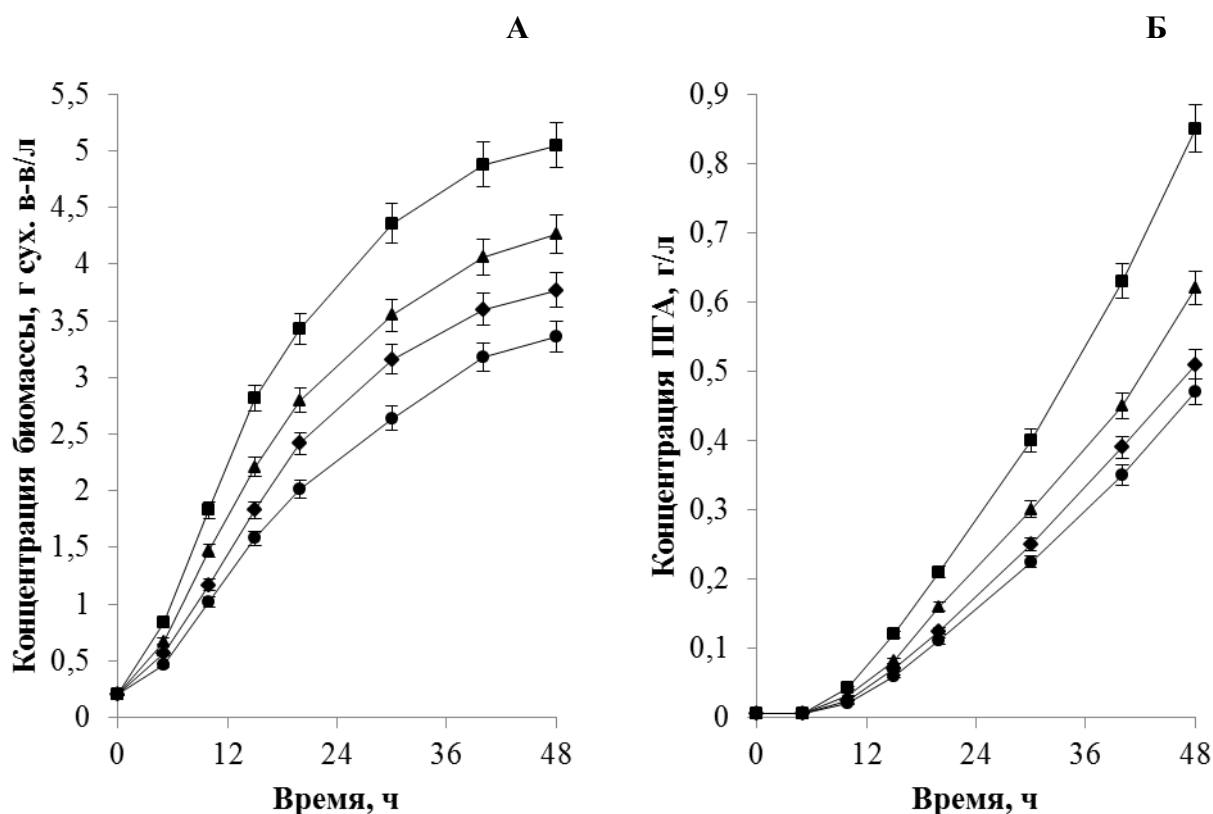 А
Концентрация биомассы, г сух. в-в/л
5,5
5
4,5
4
3,5
3
2,5
2
1,5
1
0,5
0
0 12 24 36 48
Время, ч
Б
Концентрация ПГА, г/л
0,9
0,8
0,7
0,6
0,5
0,4
0,3
0,2
0,1
0
0 12 24 36 48
Время, ч